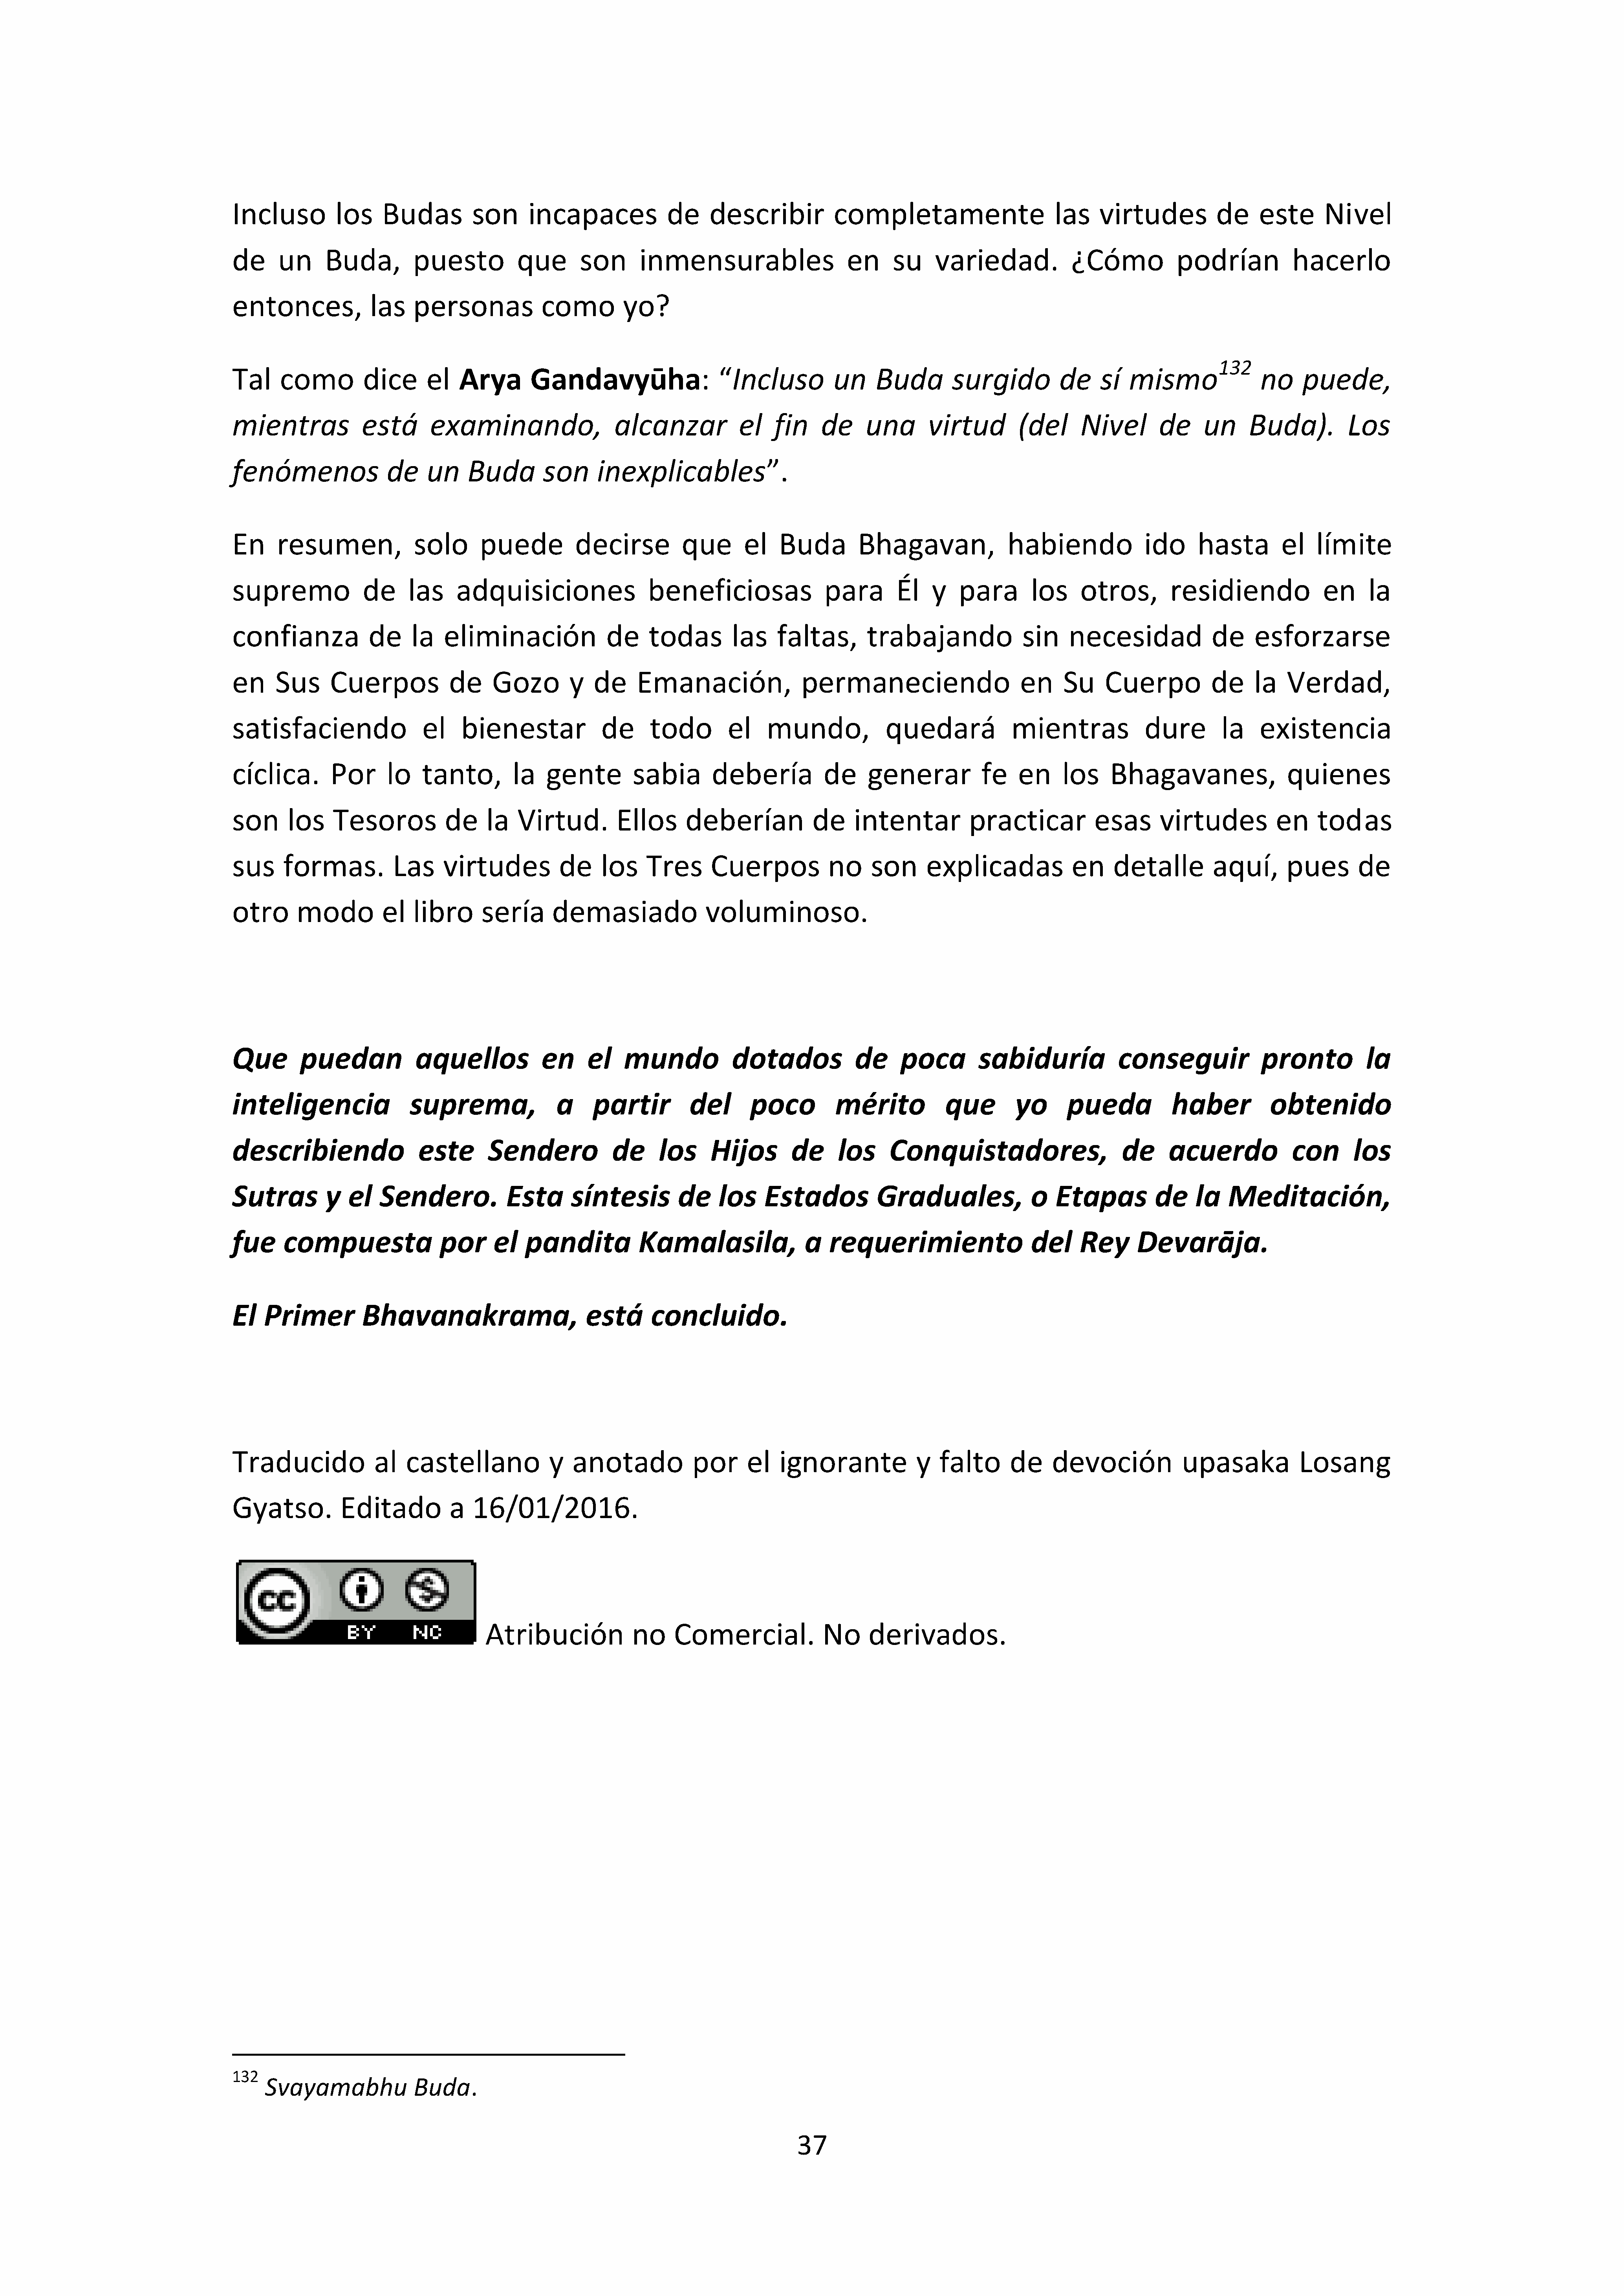 Incluso los Budas son incapaces de describir completamente las virtudes de este Nivel
de un Buda, puesto que son inmensurables en su variedad. ¿Cómo podrían hacerlo
entonces, las personas como yo?
Tal como dice el Arya Gandavyūha: “Incluso un Buda surgido de sí mismo132 no puede,
mientras está examinando, alcanzar el fin de una virtud (del Nivel de un Buda). Los
fenómenos de un Buda son inexplicables”.
En resumen, solo puede decirse que el Buda Bhagavan, habiendo ido hasta el límite
supremo de las adquisiciones beneficiosas para Él y para los otros, residiendo en la
confianza de la eliminación de todas las faltas, trabajando sin necesidad de esforzarse
en Sus Cuerpos de Gozo y de Emanación, permaneciendo en Su Cuerpo de la Verdad,
satisfaciendo el bienestar de todo el mundo, quedará mientras dure la existencia
cíclica. Por lo tanto, la gente sabia debería de generar fe en los Bhagavanes, quienes
son los Tesoros de la Virtud. Ellos deberían de intentar practicar esas virtudes en todas
sus formas. Las virtudes de los Tres Cuerpos no son explicadas en detalle aquí, pues de
otro modo el libro sería demasiado voluminoso.
Que puedan aquellos en el mundo dotados de poca sabiduría conseguir pronto la
inteligencia suprema, a partir del poco mérito que yo pueda haber obtenido
describiendo este Sendero de los Hijos de los Conquistadores, de acuerdo con los
Sutras y el Sendero. Esta síntesis de los Estados Graduales, o Etapas de la Meditación,
fue compuesta por el pandita Kamalasila, a requerimiento del Rey Devarāja.
El Primer Bhavanakrama, está concluido.
Traducido al castellano y anotado por el ignorante y falto de devoción upasaka Losang
Gyatso. Editado a 16/01/2016.
cc BY NC Atribución no Comercial. No derivados.
132 Svayamabhu Buda.
37